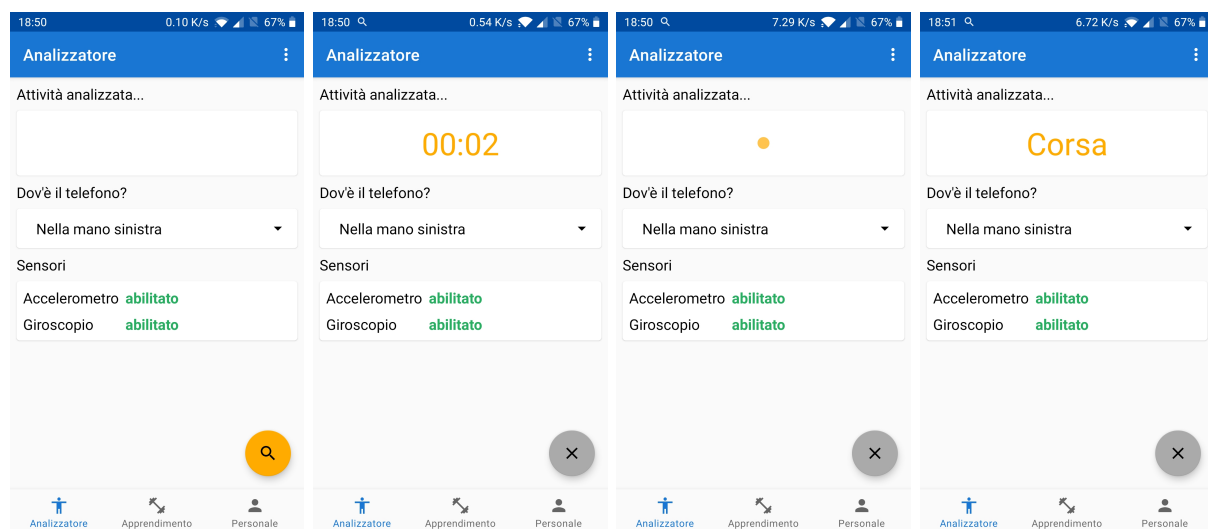 18:50 0.10 K/s 67%
Analizzatore
Attività analizzata...
Dov'è il telefono?
Nella mano sinistra
Sensori
Accelerometro abilitato
Giroscopio abilitato
Analizzatore Apprendimento Personale
18:50 0.54 K/s 67%
Analizzatore
Attività analizzata...
00:02
Dov'è il telefono?
Nella mano sinistra
Sensori
Accelerometro abilitato
Giroscopio abilitato
Analizzatore Apprendimento Personale
18:50 7.29 K/s 67%
Analizzatore
Attività analizzata...
Dov'è il telefono?
Nella mano sinistra
Sensori
Accelerometro abilitato
Giroscopio abilitato
Analizzatore Apprendimento Personale
18:51 6.72 K/s 67%
Analizzatore
Attività analizzata...
Corsa
Dov'è il telefono?
Nella mano sinistra
Sensori
Accelerometro abilitato
Giroscopio abilitato
Analizzatore Apprendimento Personale